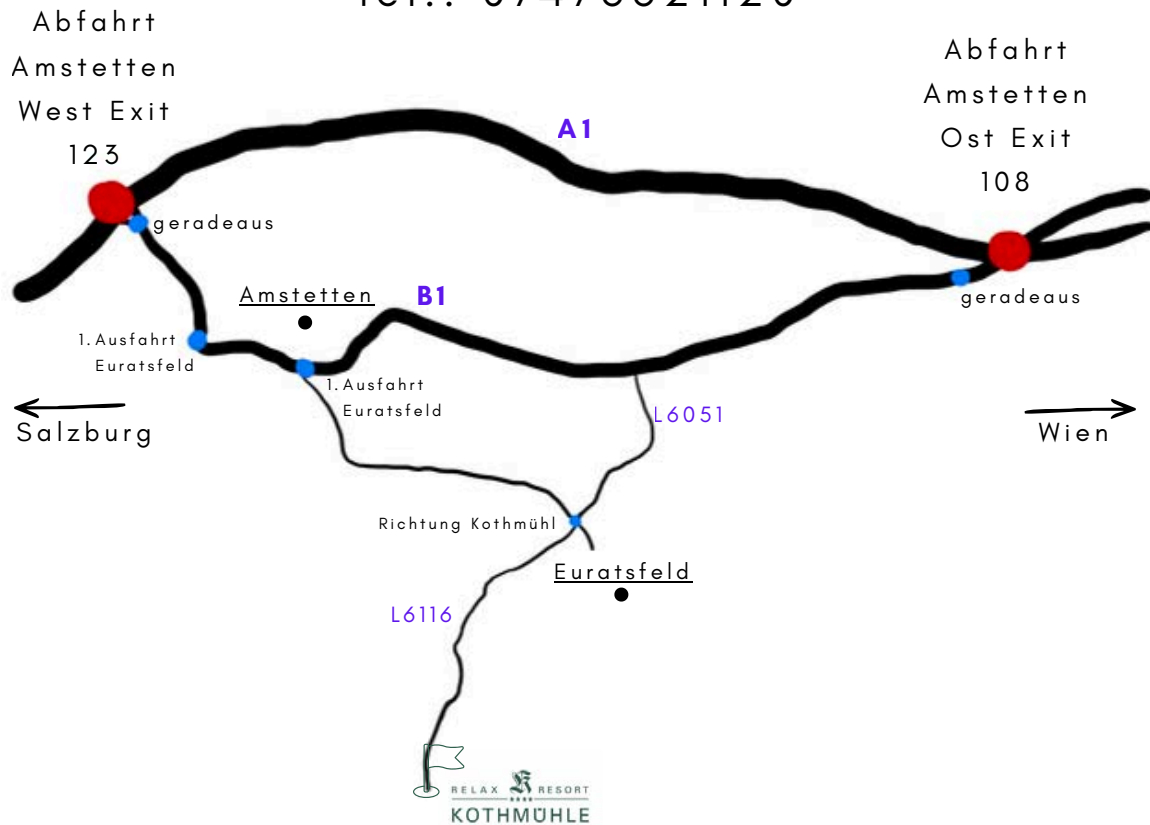 Abfahrt
Amstetten
West Exit
123
Abfahrt
Amstetten
Ost Exit
108
A1
geradeaus
geradeaus
Amstetten
B1
1. Ausfahrt
Euratsfeld
1. Ausfahrt
Euratsfeld
L6051
Salzburg
Wien
Richtung Kothmühl
Euratsfeld
L6116
RELAX RESORT
KOTHMÜHLE